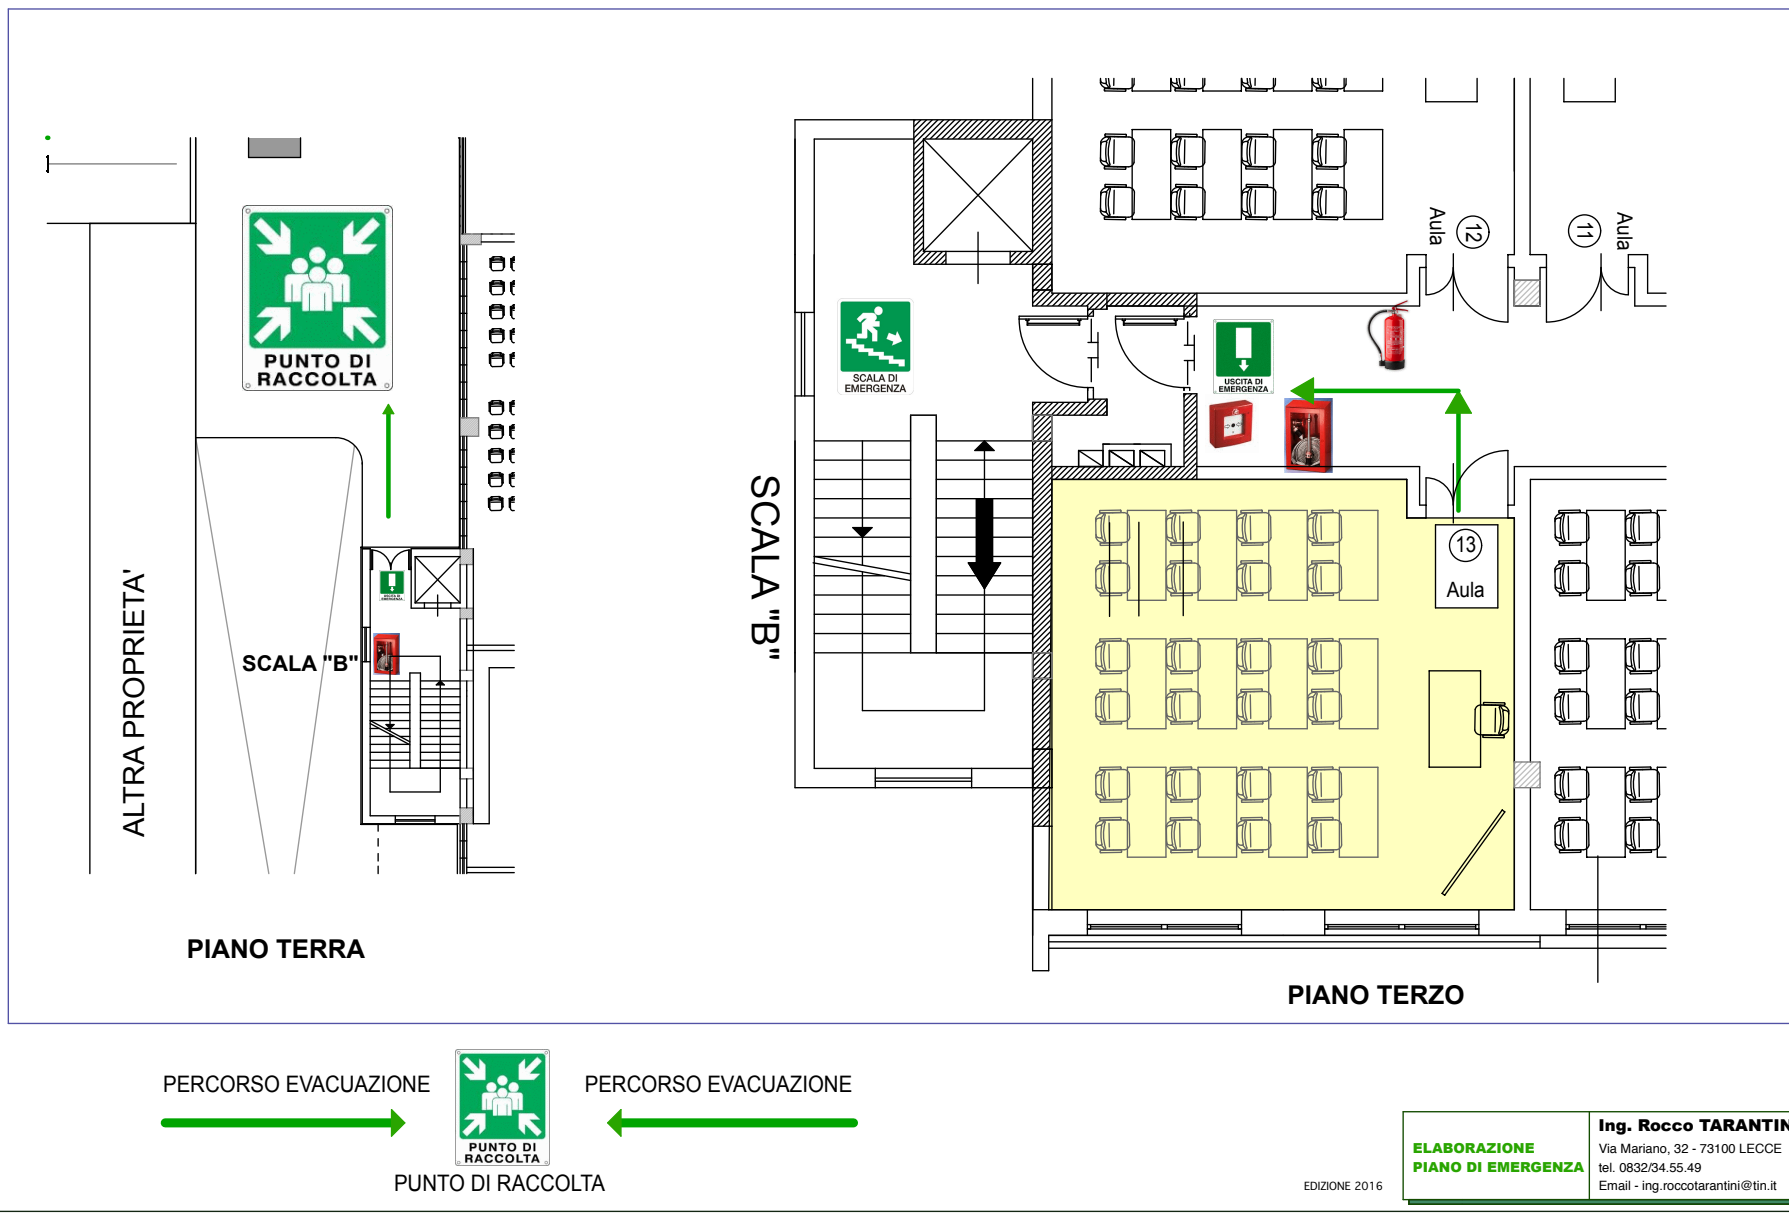 PUNTO DI
RACCOLTA
USCITA DI
EMERGENZA
SCALA "B"
ALTRA PROPRIETA'
PIANO TERRA
SCALA DI
EMERGENZA
SCALA "B"
USCITA DI
EMERGENZA
Aula
12
11
Aula
13
Aula
PIANO TERZO
PERCORSO EVACUAZIONE
PUNTO DI
RACCOLTA
PERCORSO EVACUAZIONE
PUNTO DI RACCOLTA
EDIZIONE 2016
ELABORAZIONE
PIANO DI EMERGENZA
Ing. Rocco TARANTIN
Via Mariano, 32 - 73100 LECCE
tel. 0832/34.55.49
Email - ing.roccotarantini@tin.it